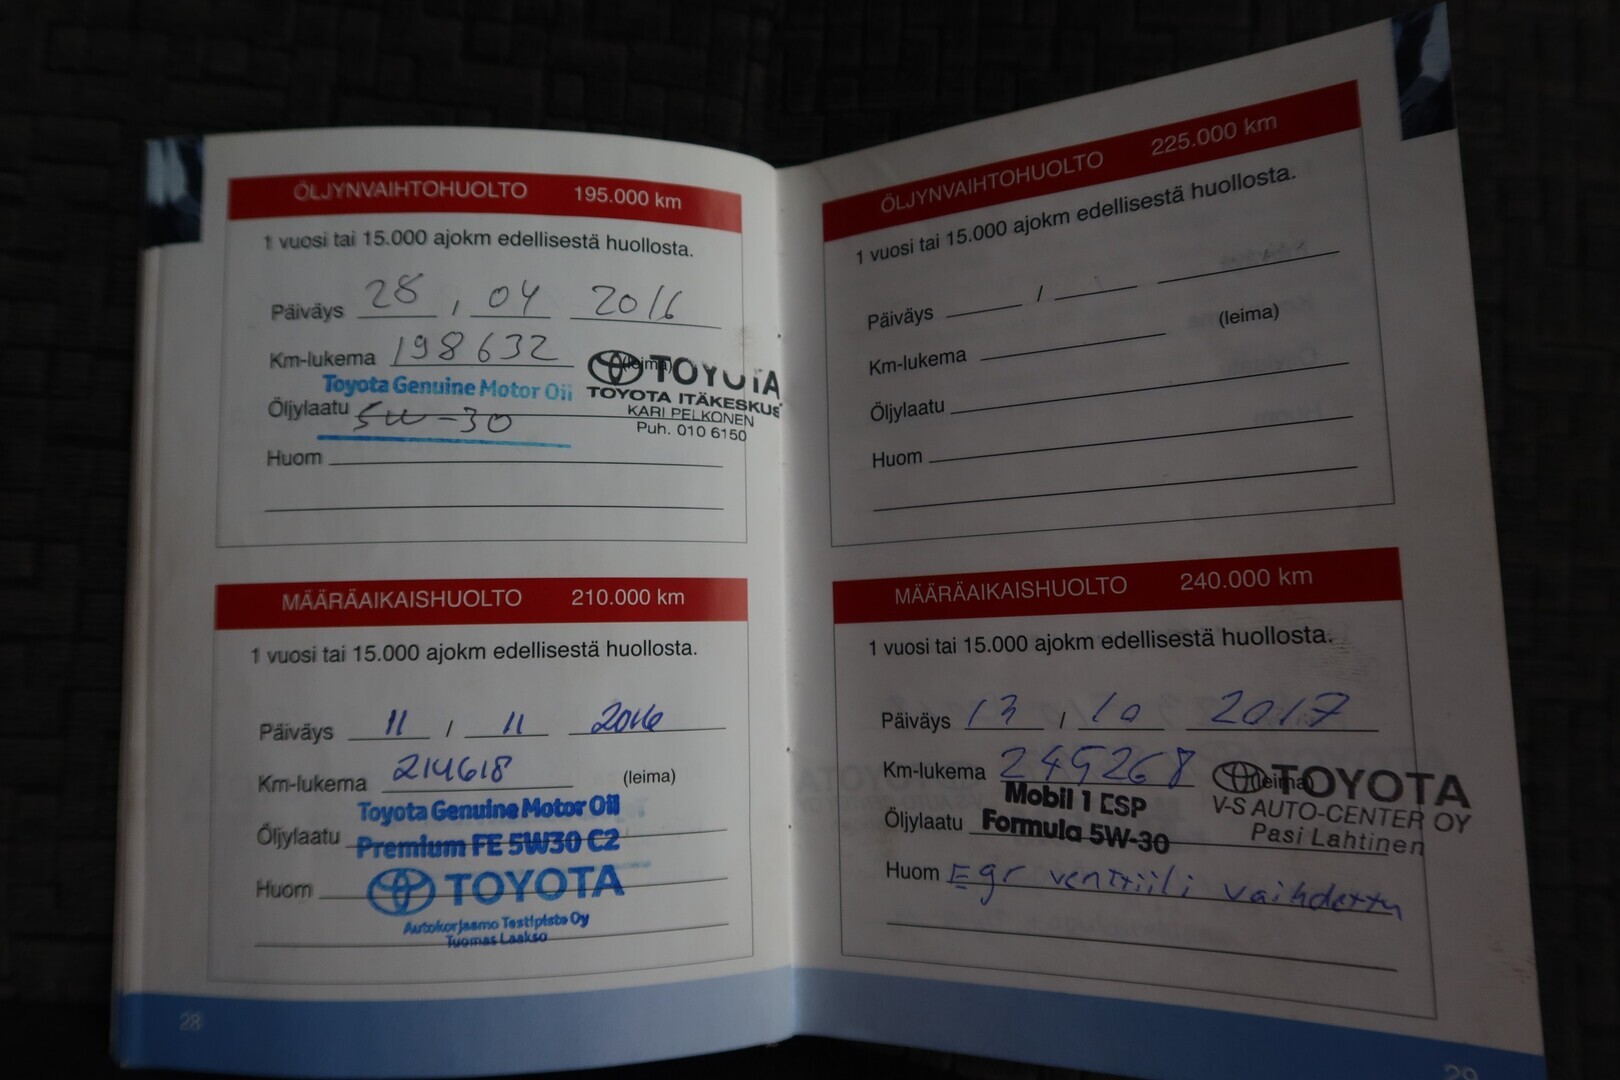 ÖLJYNVAIHTOHUOLTO 195.000 km
1 vuosi tai 15.000 ajokm edellisestä huollosta.
Päiväys 28 , 04 2016
Km-lukema 198632 (leima)
TOYOTA
Toyota Genuine Motor Oil
TOYOTA ITÄKESKUS
Öljylaatu 5W-30
KARI PELKONEN
Puh. 010 6150
Huom
MÄÄRÄAIKAISHUOLTO 210.000 km
1 vuosi tai 15.000 ajokm edellisestä huollosta.
Päiväys 11 / 11 2016
Km-lukema 214618 (leima)
Toyota Genuine Motor Oil
Öljylaatu Premium FE 5W30 C2
Huom TOYOTA
Autokorjaamo Testipiste Oy
Tuomas Laakso
28
ÖLJYNVAIHTOHUOLTO 225.000 km
1 vuosi tai 15.000 ajokm edellisestä huollosta.
Päiväys /
Km-lukema (leima)
Öljylaatu
Huom
MÄÄRÄAIKAISHUOLTO 240.000 km
1 vuosi tai 15.000 ajokm edellisestä huollosta.
Päiväys 13 / 10 2017
Km-lukema 245268 (leima)
TOYOTA
Mobil 1 ESP
V-S AUTO-CENTER OY
Öljylaatu Formula 5W-30
Pasi Lahtinen
Huom Egr venttiili vaihdettu
29